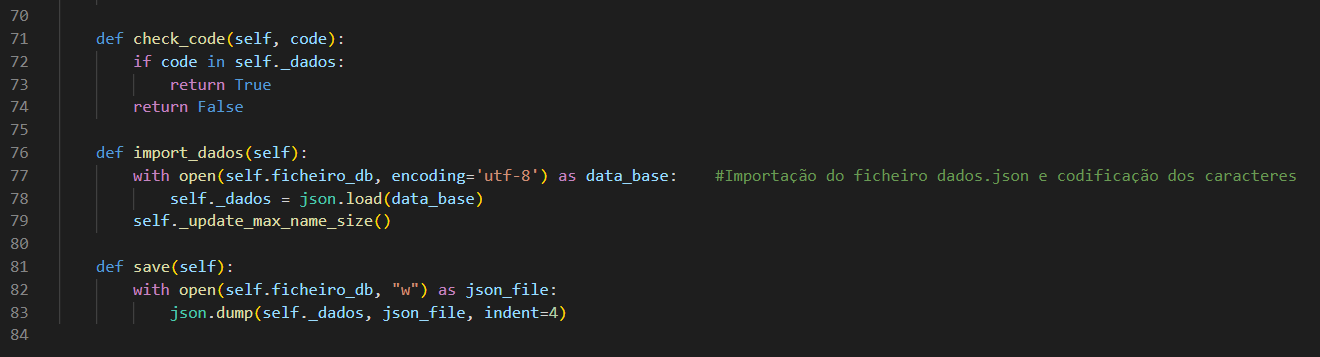 70
71 def check_code(self, code):
72 if code in self._dados:
73 return True
74 return False
75
76 def import_dados(self):
77 with open(self.ficheiro_db, encoding='utf-8') as data_base: #Importação do ficheiro dados.json e codificação dos caracteres
78 self._dados = json.load(data_base)
79 self._update_max_name_size()
80
81 def save(self):
82 with open(self.ficheiro_db, "w") as json_file:
83 json.dump(self._dados, json_file, indent=4)
84